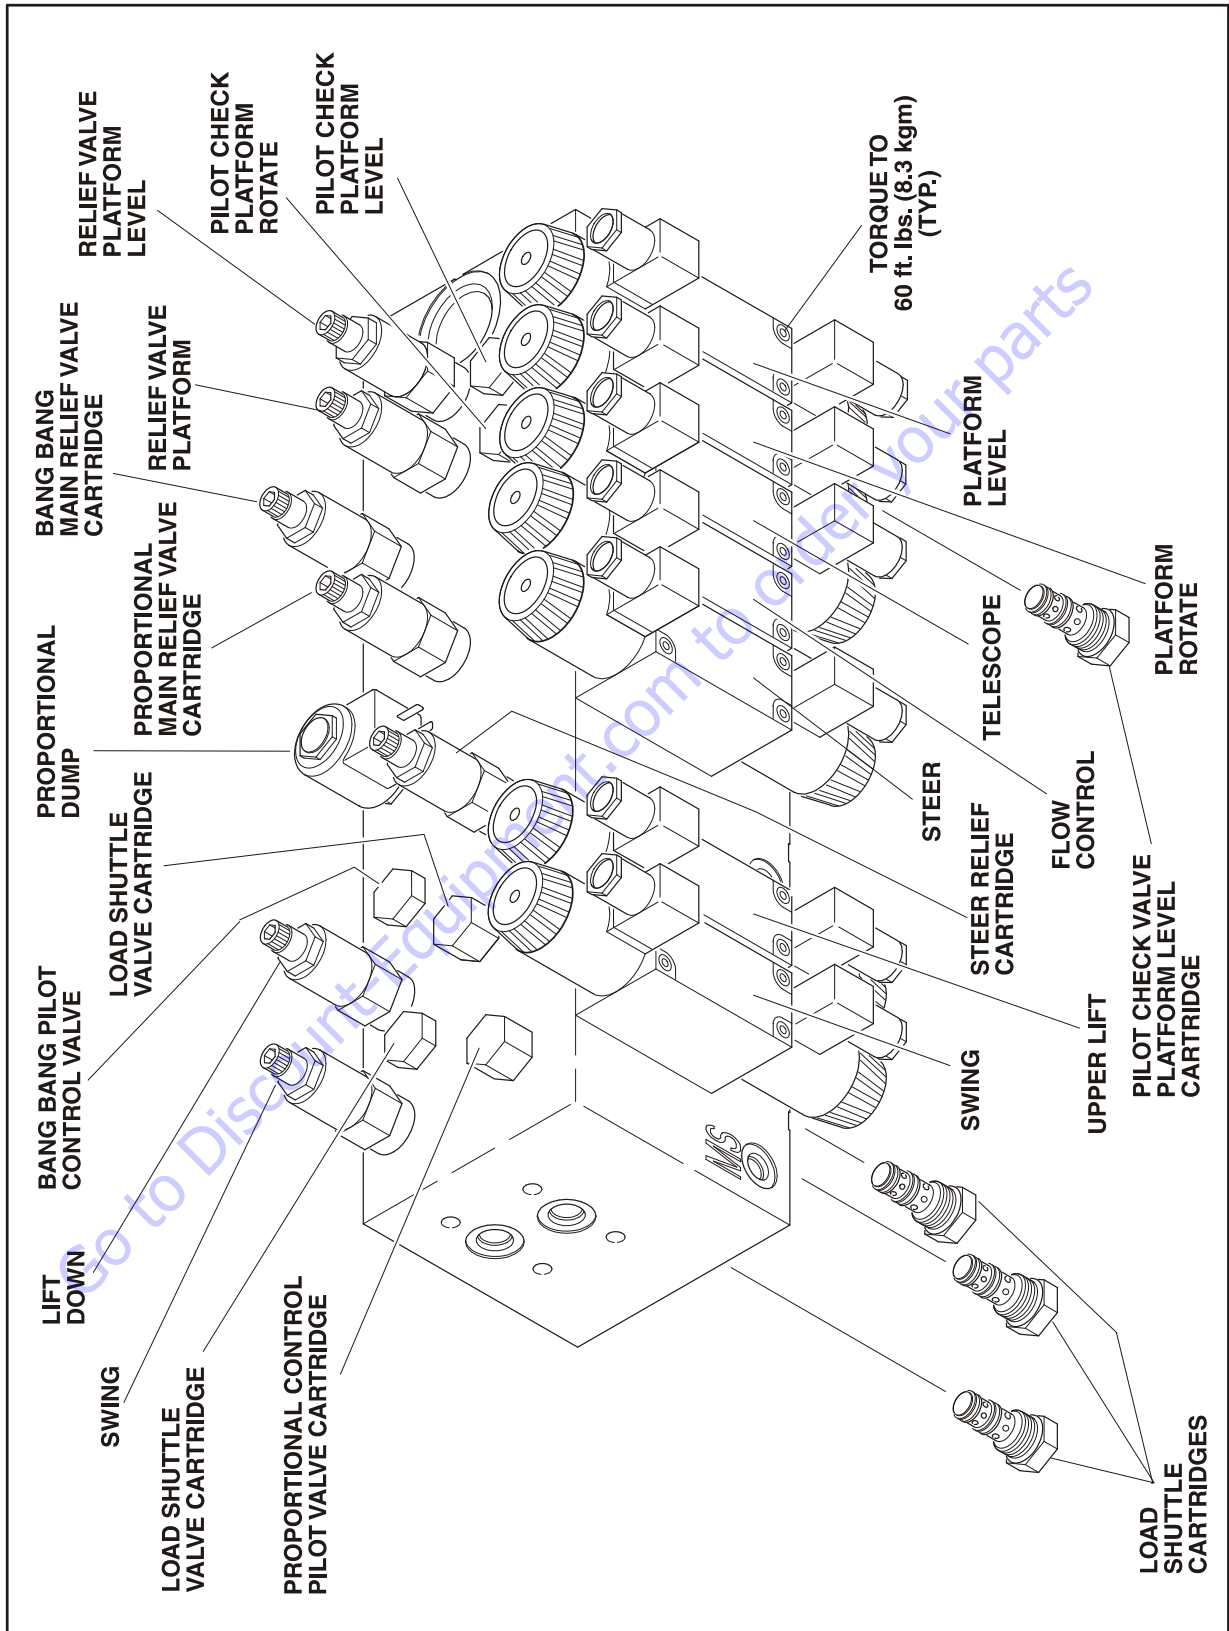 RELIEF VALVE
PLATFORM
LEVEL
PILOT CHECK
PLATFORM
ROTATE
PILOT CHECK
PLATFORM
LEVEL
BANG BANG
MAIN RELIEF VALVE
CARTRIDGE
RELIEF VALVE
PLATFORM
PROPORTIONAL
MAIN RELIEF VALVE
CARTRIDGE
PROPORTIONAL
DUMP
LOAD SHUTTLE
VALVE CARTRIDGE
BANG BANG PILOT
CONTROL VALVE
LIFT
DOWN
SWING
LOAD SHUTTLE
VALVE CARTRIDGE
PROPORTIONAL CONTROL
PILOT VALVE CARTRIDGE
TORQUE TO
60 ft. lbs. (8.3 kgm)
(TYP.)
PLATFORM
LEVEL
PLATFORM
ROTATE
TELESCOPE
FLOW
CONTROL
STEER
STEER RELIEF
CARTRIDGE
PILOT CHECK VALVE
PLATFORM LEVEL
CARTRIDGE
UPPER LIFT
SWING
SW
LOAD
SHUTTLE
CARTRIDGES
Go to Discount-Equipment.com to order your parts